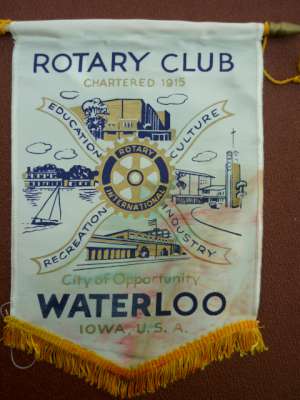 ROTARY CLUB
CHARTERED 1915
EDUCATION
CULTURE
ROTARY
INTERNATIONAL
RECREATION
INDUSTRY
City of Opportunity
WATERLOO
IOWA, U.S.A.